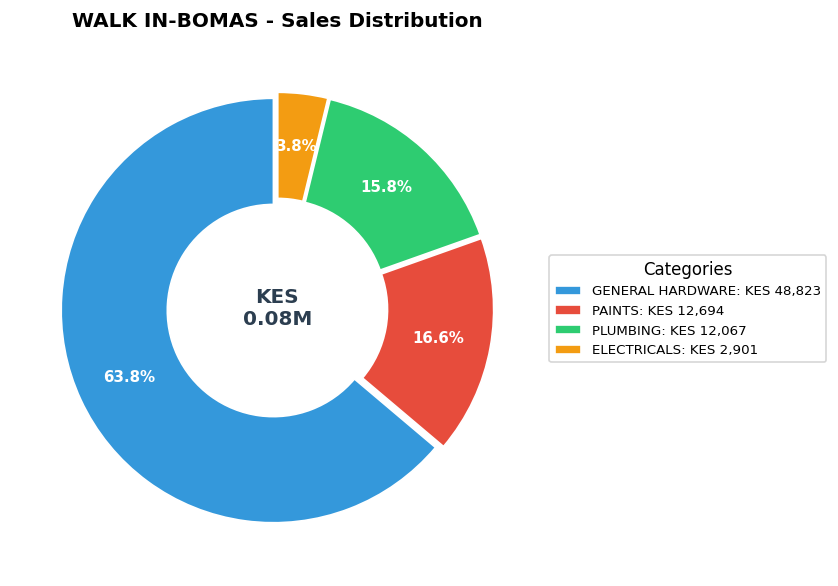 WALK IN-BOMAS - Sales Distribution
3.8%
15.8%
KES
0.08M
16.6%
63.8%
Categories
GENERAL HARDWARE: KES 48,823
PAINTS: KES 12,694
PLUMBING: KES 12,067
ELECTRICALS: KES 2,901